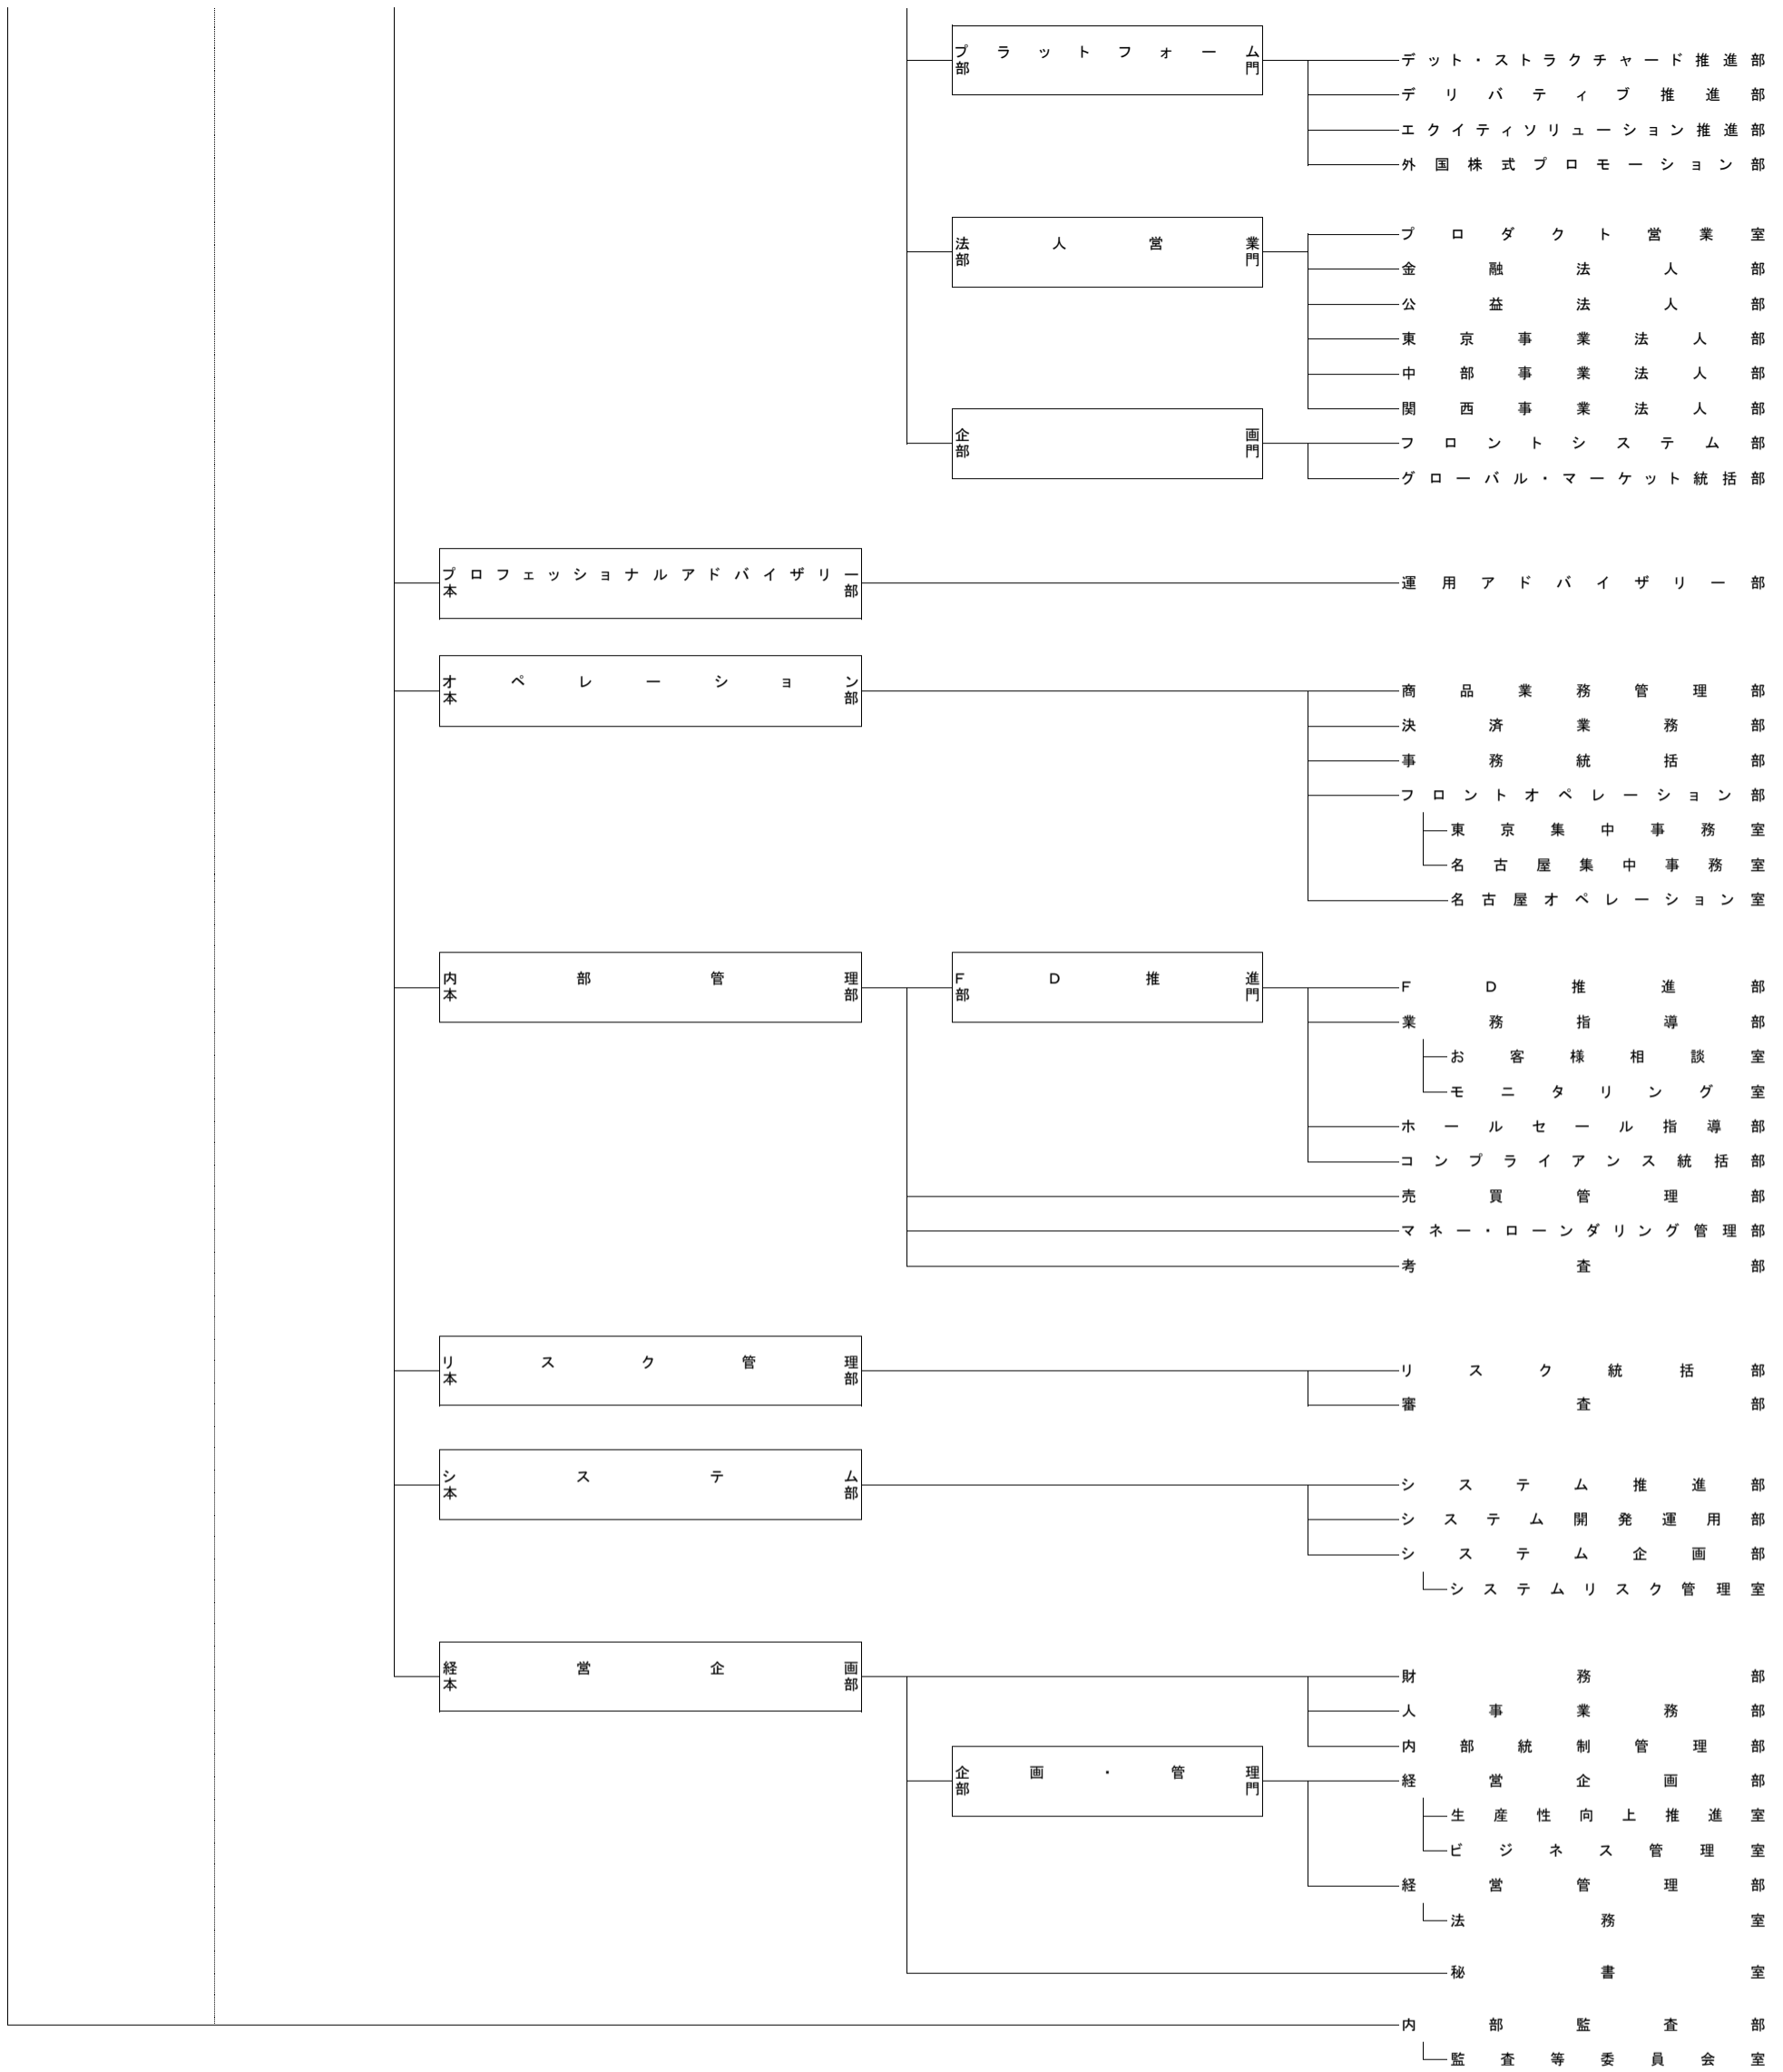 プラットフォーム
部門
デット・ストラクチャード推進部
デリバティブ推進部
エクイティソリューション推進部
外国株式プロモーション部
法人営業
部門
プロダクト営業室
金融法人部
公益法人部
東京事業法人部
中部事業法人部
関西事業法人部
企画
部門
フロントシステム部
グローバル・マーケット統括部
プロフェッショナルアドバイザリー
本部
運用アドバイザリー部
オペレーション
本部
商品業務管理部
決済業務部
事務統括部
フロントオペレーション部
東京集中事務室
名古屋集中事務室
名古屋オペレーション室
内部管理
本部
FD推進
部門
FD推進部
業務指導部
お客様相談室
モニタリング室
ホールセール指導部
コンプライアンス統括部
売買管理部
マネー・ローンダリング管理部
考査部
リスク管理
本部
リスク統括部
審査部
システム
本部
システム推進部
システム開発運用部
システム企画部
システムリスク管理室
経営企画
本部
財務部
人事業務部
内部統制管理部
企画・管理
部門
経営企画部
生産性向上推進室
ビジネス管理室
経営管理部
法務室
秘書室
内部監査部
監査等委員会室